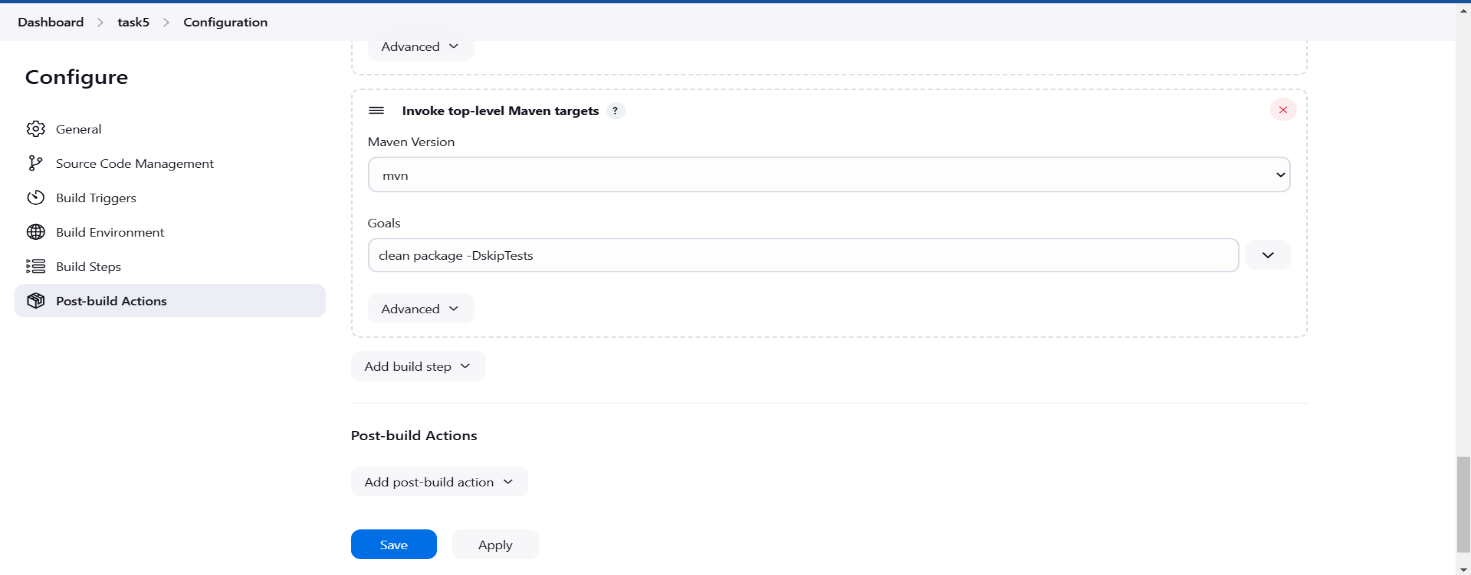 Dashboard > task5 > Configuration
Configure
General
Source Code Management
Build Triggers
Build Environment
Build Steps
Post-build Actions
Advanced
Invoke top-level Maven targets ?
Maven Version
mvn
Goals
clean package -DskipTests
Advanced
Add build step
Post-build Actions
Add post-build action
Save Apply